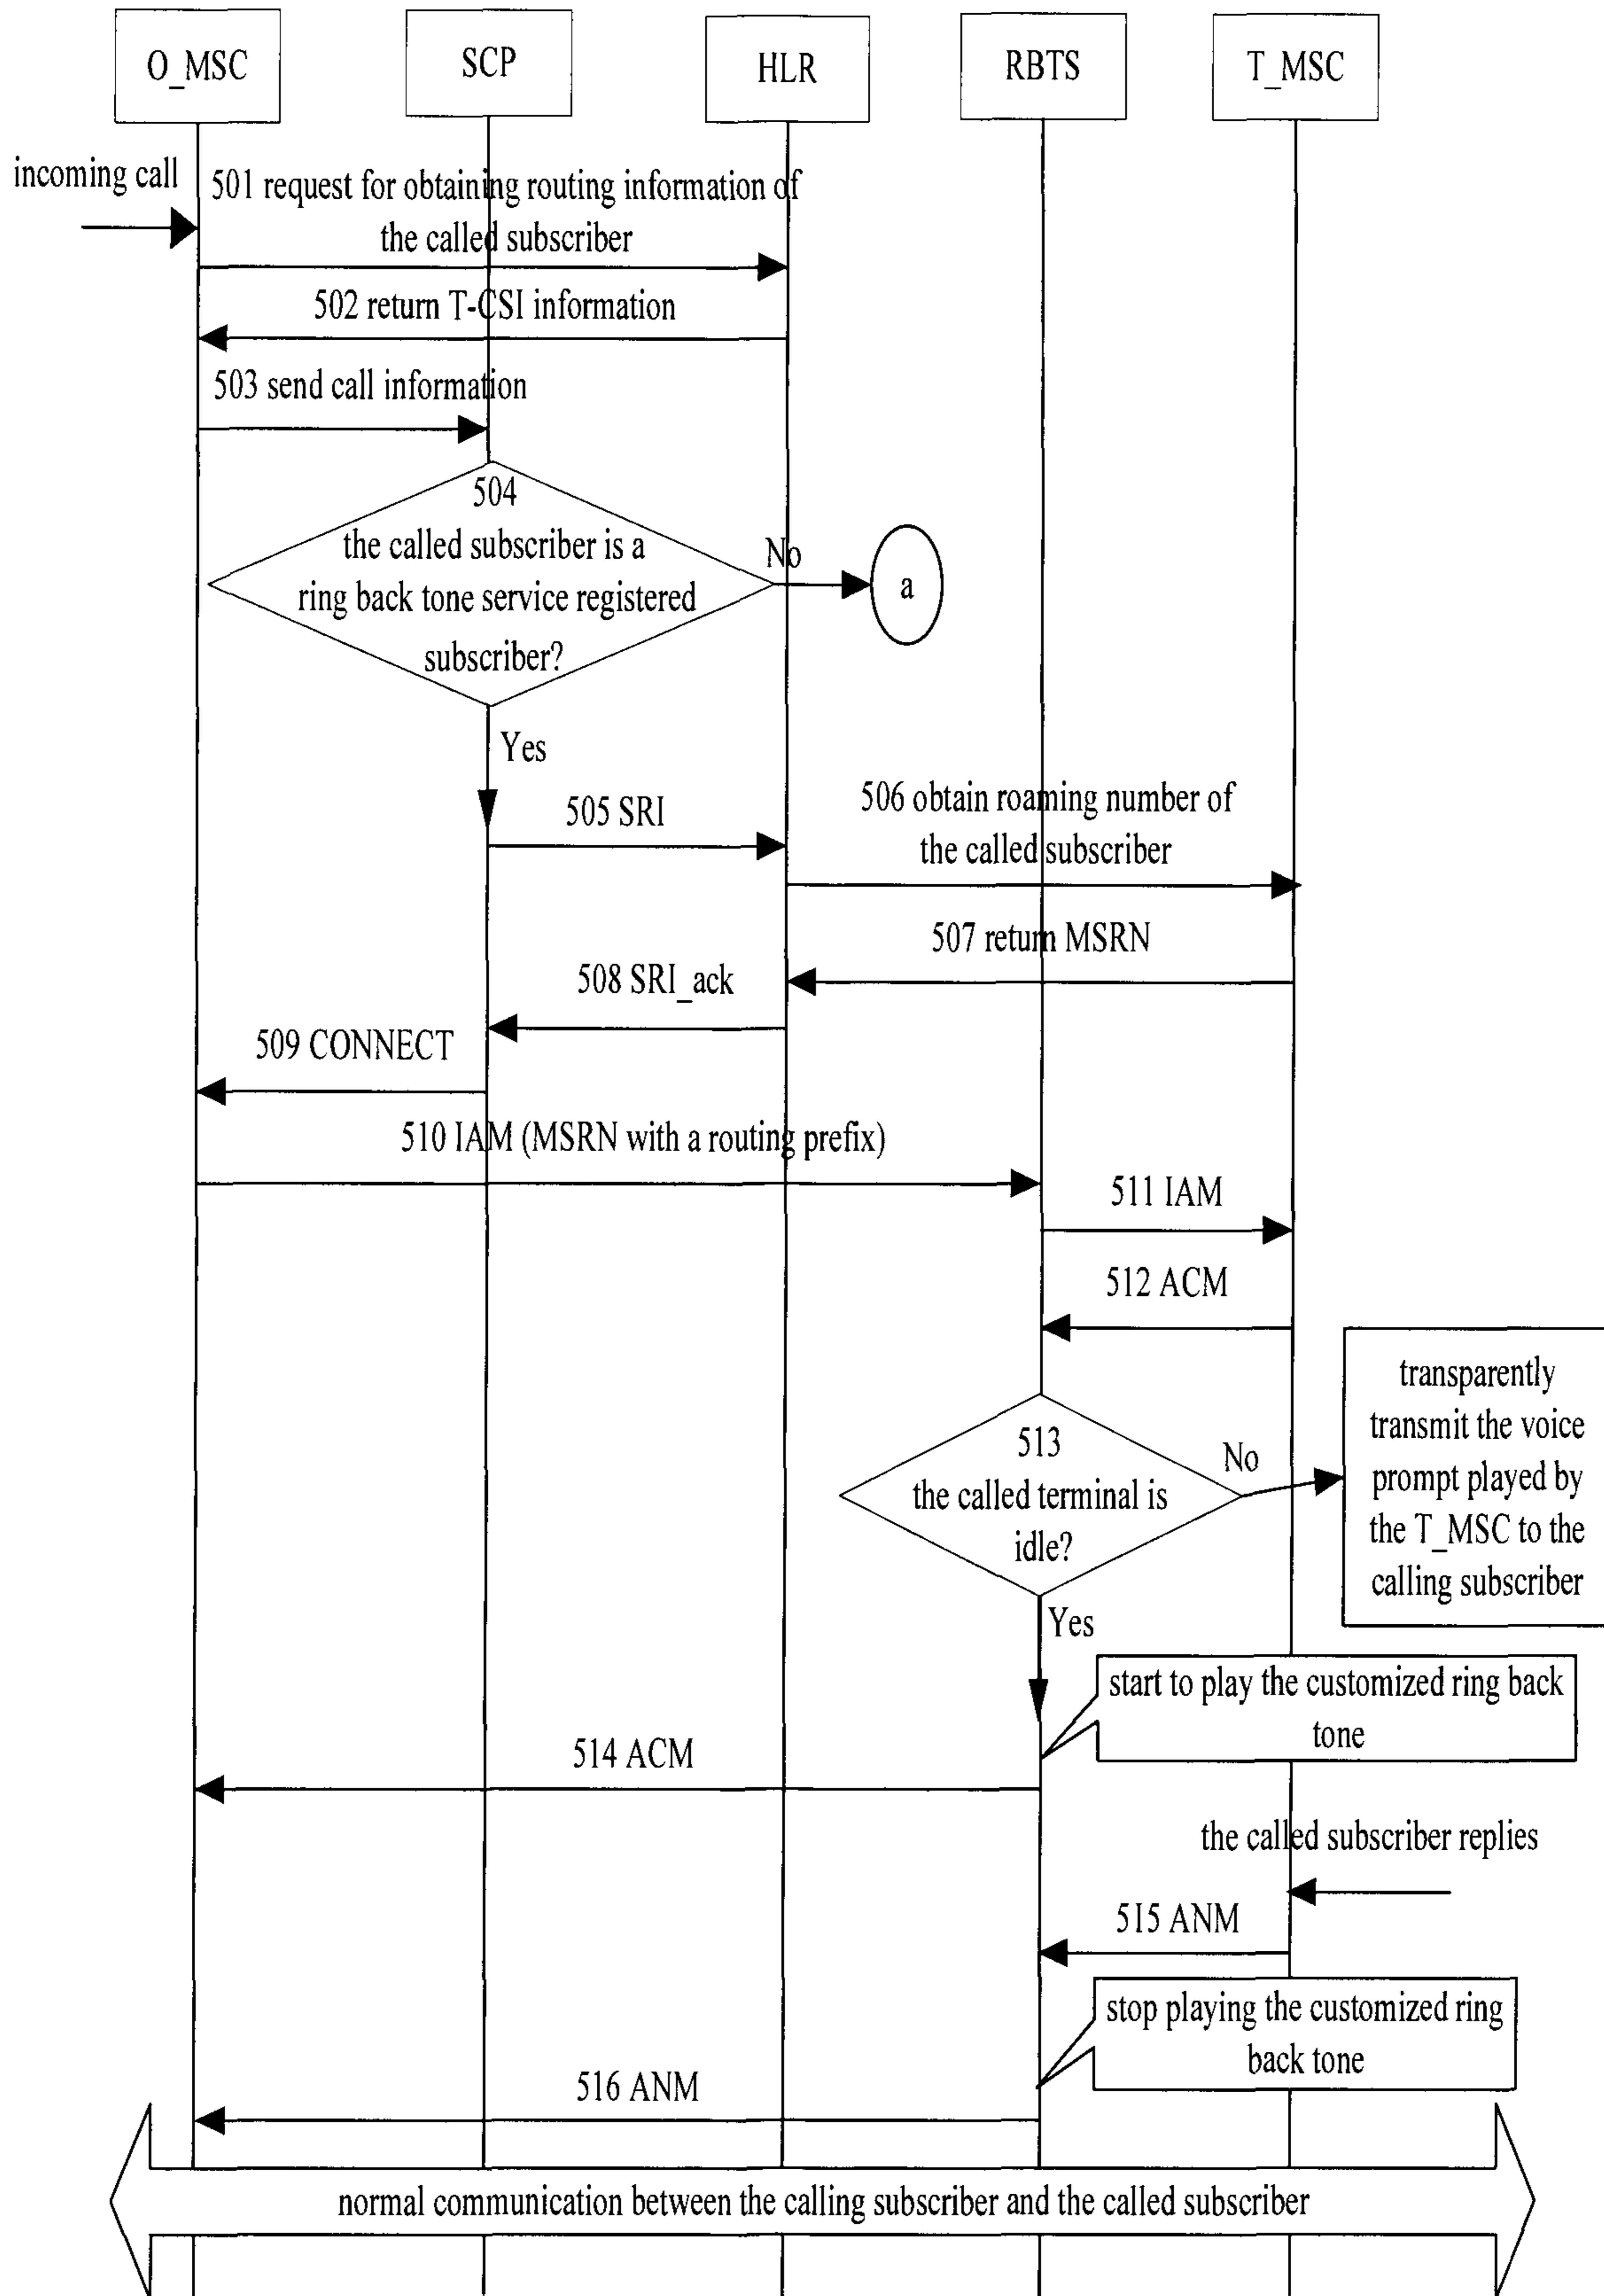 O_MSC
SCP
HLR
RBTS
T_MSC
incoming call
501 request for obtaining routing information of
the called subscriber
502 return T-CSI information
503 send call information
504
the called subscriber is a
ring back tone service registered
subscriber?
No
a
Yes
505 SRI
506 obtain roaming number of
the called subscriber
507 return MSRN
508 SRI_ack
509 CONNECT
510 IAM (MSRN with a routing prefix)
511 IAM
512 ACM
513
the called terminal is
idle?
No
transparently
transmit the voice
prompt played by
the T_MSC to the
calling subscriber
Yes
start to play the customized ring back
tone
514 ACM
the called subscriber replies
515 ANM
stop playing the customized ring
back tone
516 ANM
normal communication between the calling subscriber and the called subscriber